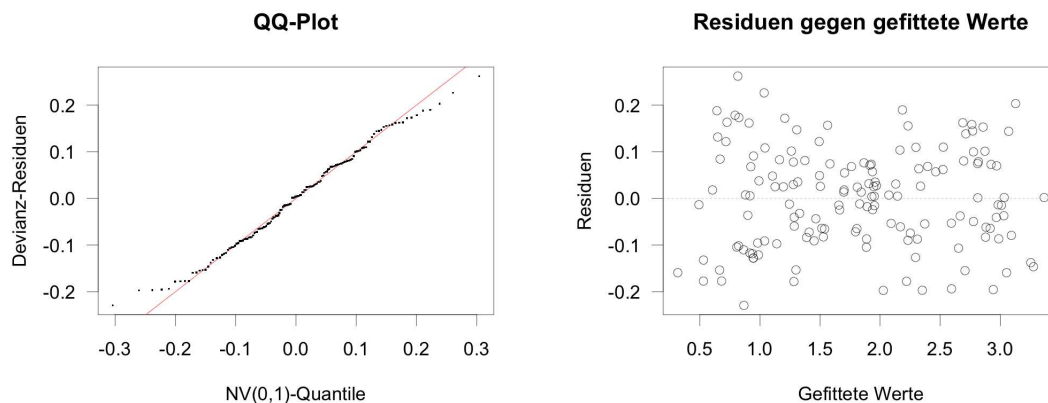 QQ-Plot
Devianz-Residuen
0.2
0.1
0.0
-0.1
-0.2
-0.3 -0.2 -0.1 0.0 0.1 0.2 0.3
NV(0,1)-Quantile
Residuen gegen gefittete Werte
Residuen
0.2
0.1
0.0
-0.1
-0.2
0.5 1.0 1.5 2.0 2.5 3.0
Gefittete Werte